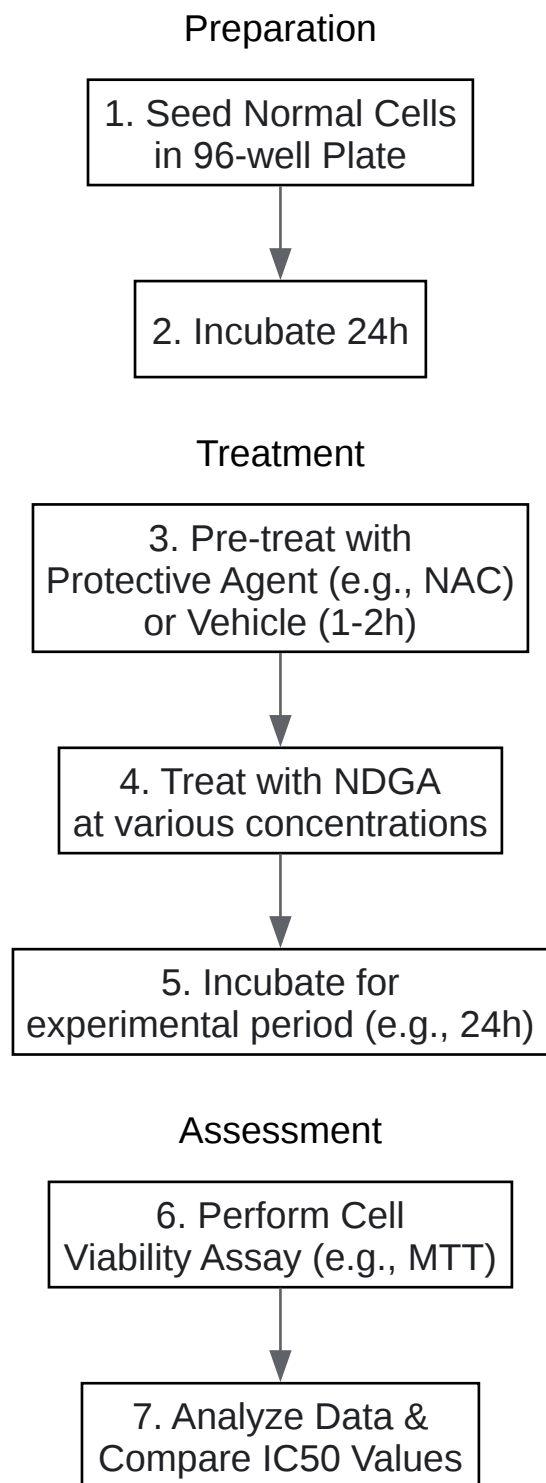 Preparation
1. Seed Normal Cells
in 96-well Plate
2. Incubate 24h
Treatment
3. Pre-treat with
Protective Agent (e.g., NAC)
or Vehicle (1-2h)
4. Treat with NDGA
at various concentrations
5. Incubate for
experimental period (e.g., 24h)
Assessment
6. Perform Cell
Viability Assay (e.g., MTT)
7. Analyze Data &
Compare IC50 Values